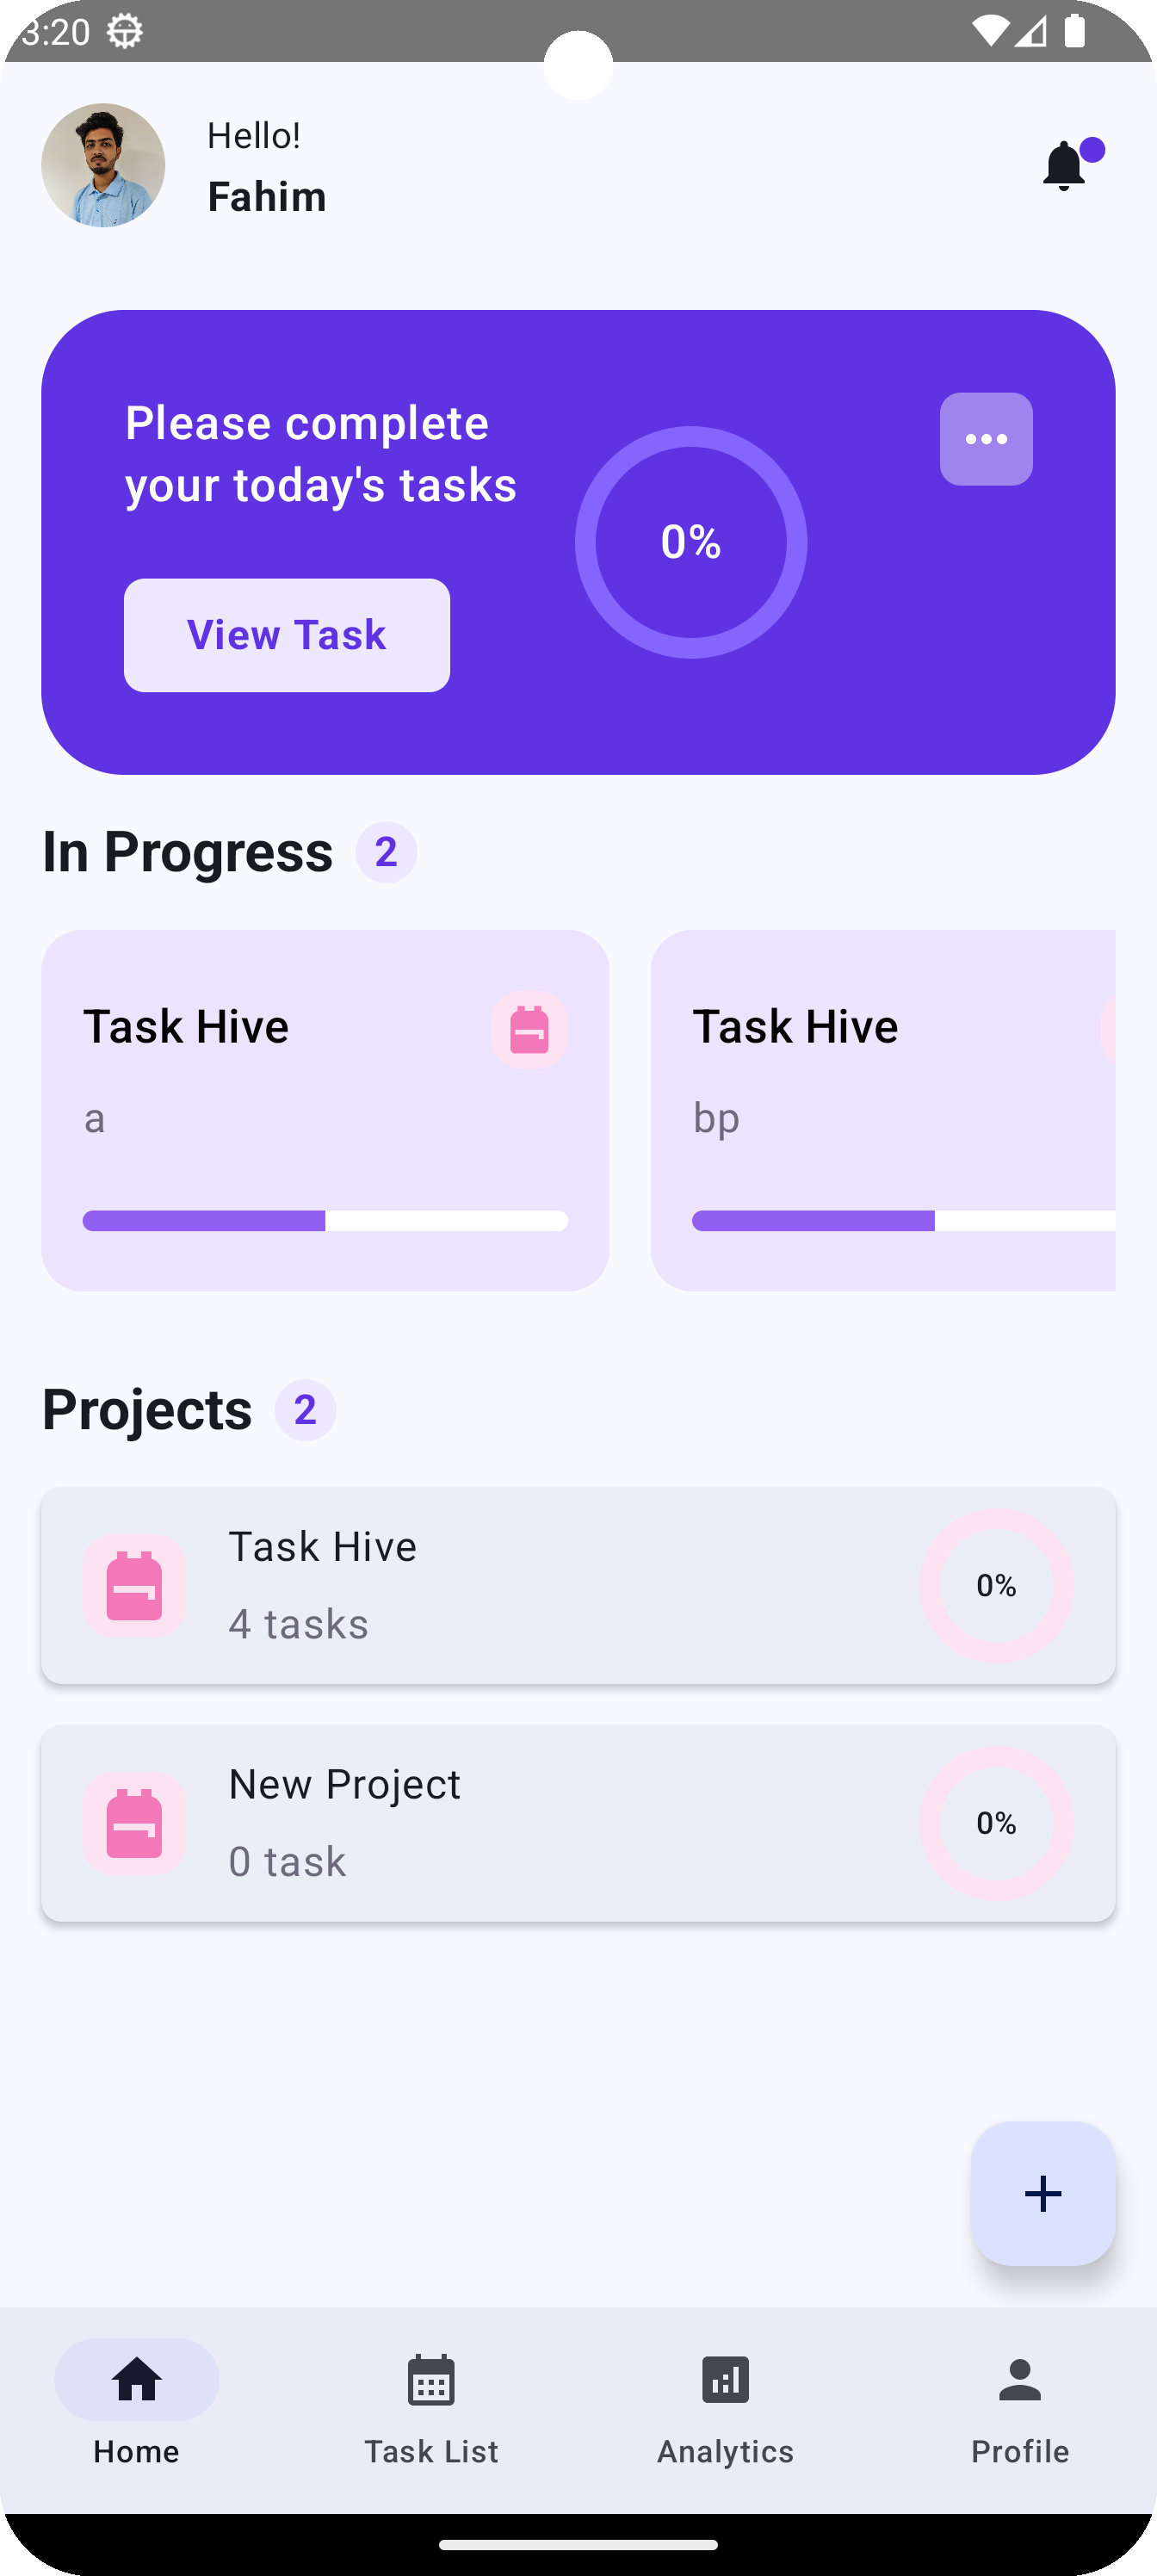 3:20
Hello!
Fahim
Please complete
your today's tasks
0%
View Task
In Progress 2
Task Hive
a
Task Hive
bp
Projects 2
Task Hive
4 tasks
0%
New Project
0 task
0%
Home
Task List
Analytics
Profile